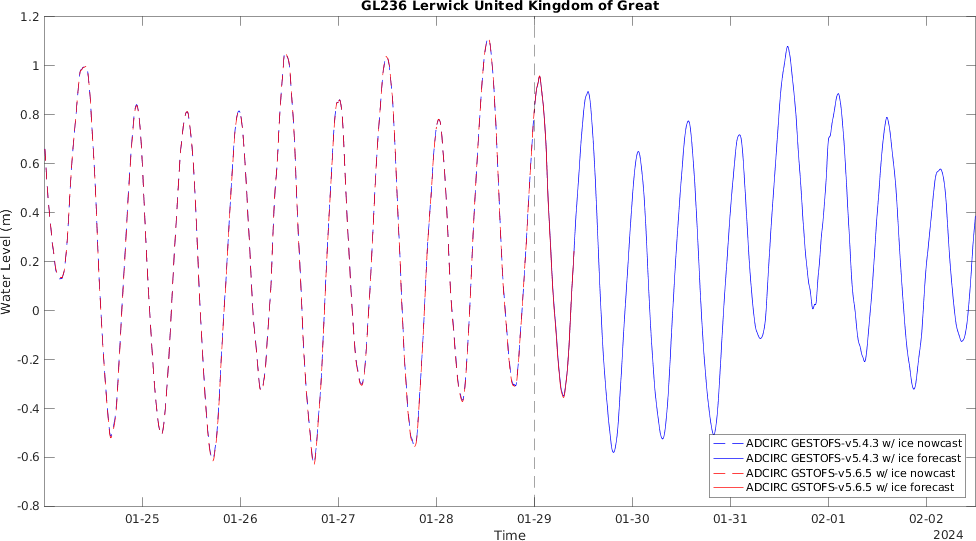 GL236 Lerwick United Kingdom of Great
1.2
1
0.8
0.6
0.4
0.2
0
-0.2
-0.4
-0.6
-0.8
Water Level (m)
ADCIRC GESTOFS-v5.4.3 w/ ice nowcast
ADCIRC GESTOFS-v5.4.3 w/ ice forecast
ADCIRC GSTOFS-v5.6.5 w/ ice nowcast
ADCIRC GSTOFS-v5.6.5 w/ ice forecast
01-25 01-26 01-27 01-28 01-29 01-30 01-31 02-01 02-02
Time
2024